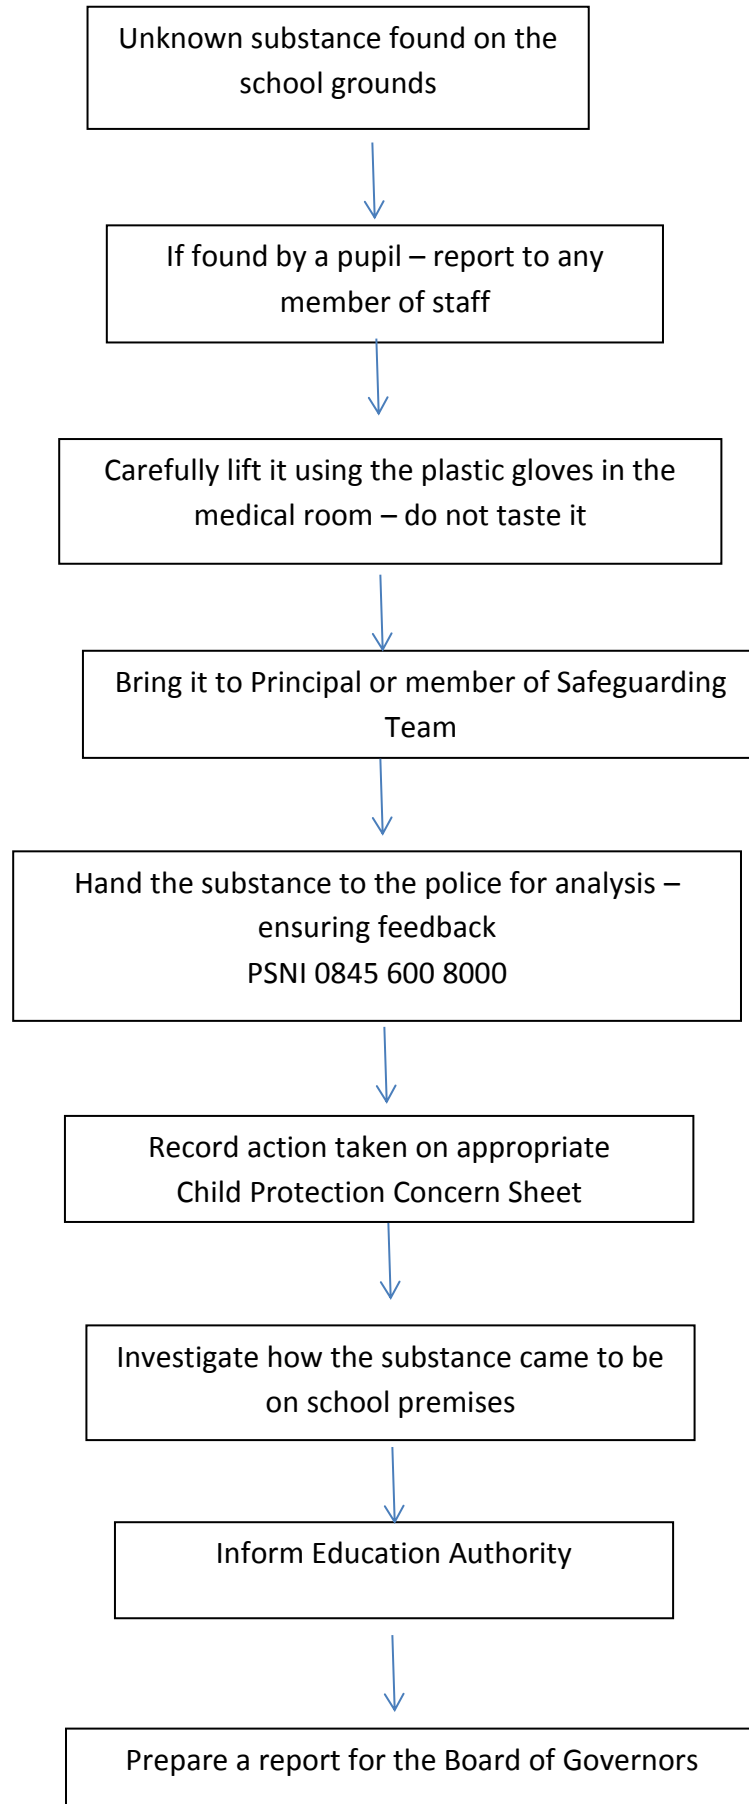 Unknown substance found on the
school grounds
If found by a pupil – report to any
member of staff
Carefully lift it using the plastic gloves in the
medical room – do not taste it
Bring it to Principal or member of Safeguarding
Team
Hand the substance to the police for analysis –
ensuring feedback
PSNI 0845 600 8000
Record action taken on appropriate
Child Protection Concern Sheet
Investigate how the substance came to be
on school premises
Inform Education Authority
Prepare a report for the Board of Governors